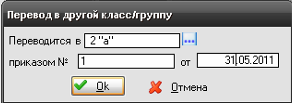 Перевод в другой класс/группу
Переводится в 2 "а" ...
приказом № 1 от 31.05.2011
Ok Отмена